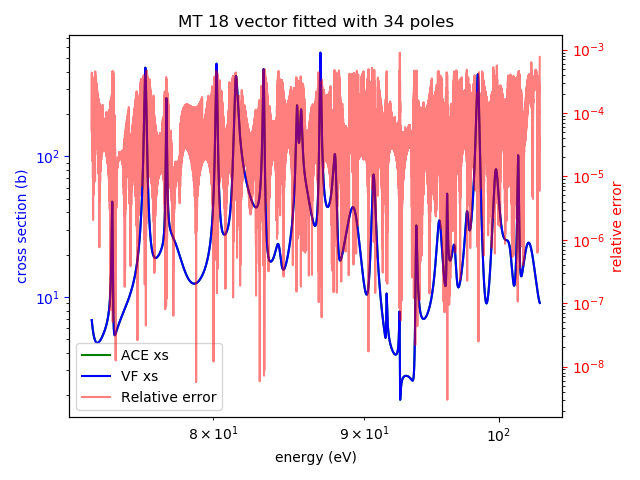 MT 18 vector fitted with 34 poles
cross section (b)
10²
10¹
10⁻³
10⁻⁴
10⁻⁵
10⁻⁶
10⁻⁷
10⁻⁸
relative error
ACE xs
VF xs
Relative error
8 × 10¹ 9 × 10¹ 10²
energy (eV)